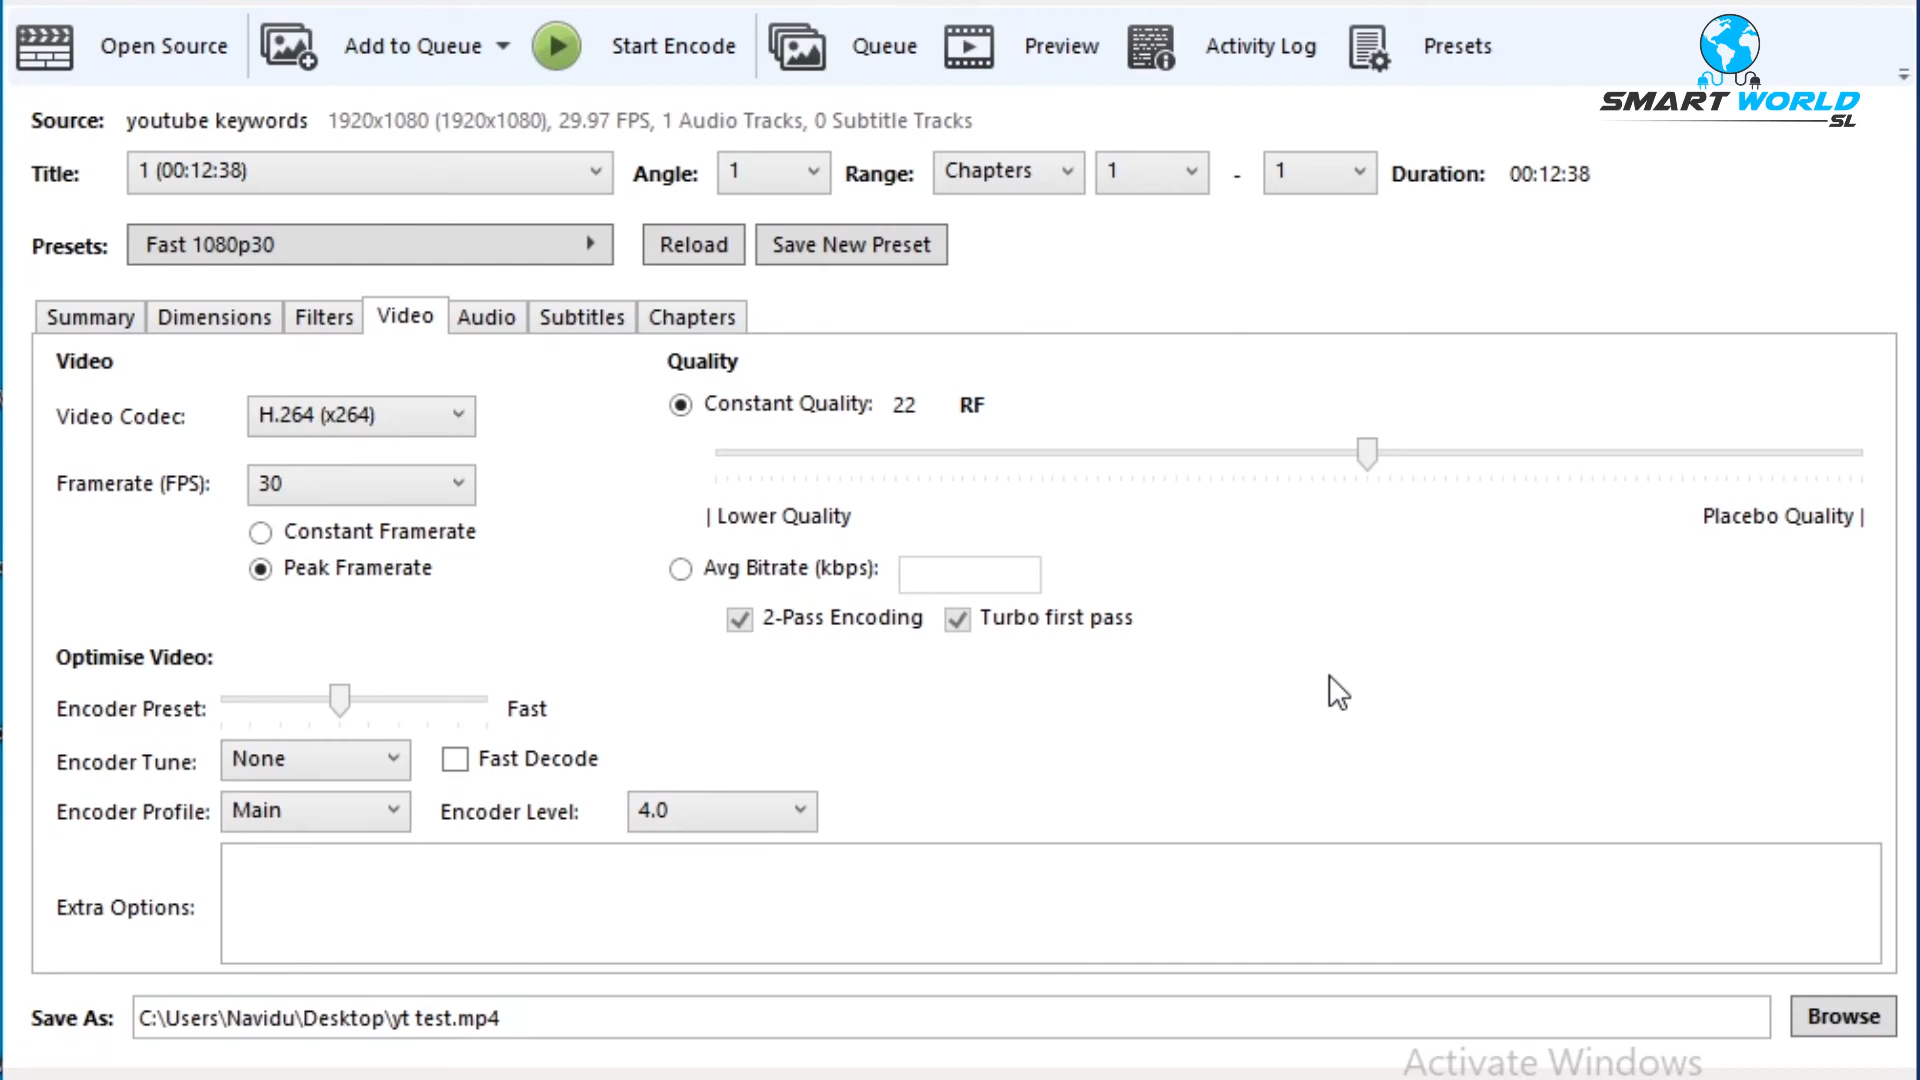 Open Source Add to Queue Start Encode Queue Preview Activity Log Presets
SMART WORLD
SL
Source: youtube keywords 1920x1080 (1920x1080), 29.97 FPS, 1 Audio Tracks, 0 Subtitle Tracks
Title: 1 (00:12:38) Angle: 1 Range: Chapters 1 - 1 Duration: 00:12:38
Presets: Fast 1080p30 Reload Save New Preset
Summary Dimensions Filters Video Audio Subtitles Chapters
Video Quality
Constant Quality: 22 RF
Video Codec: H.264 (x264)
Framerate (FPS): 30
| Lower Quality Placebo Quality |
Constant Framerate
Peak Framerate
Avg Bitrate (kbps):
2-Pass Encoding Turbo first pass
Optimise Video:
Encoder Preset: Fast
Encoder Tune: None Fast Decode
Encoder Profile: Main Encoder Level: 4.0
Extra Options:
Save As: C:\Users\Navidu\Desktop\yt test.mp4 Browse
Activate Windows